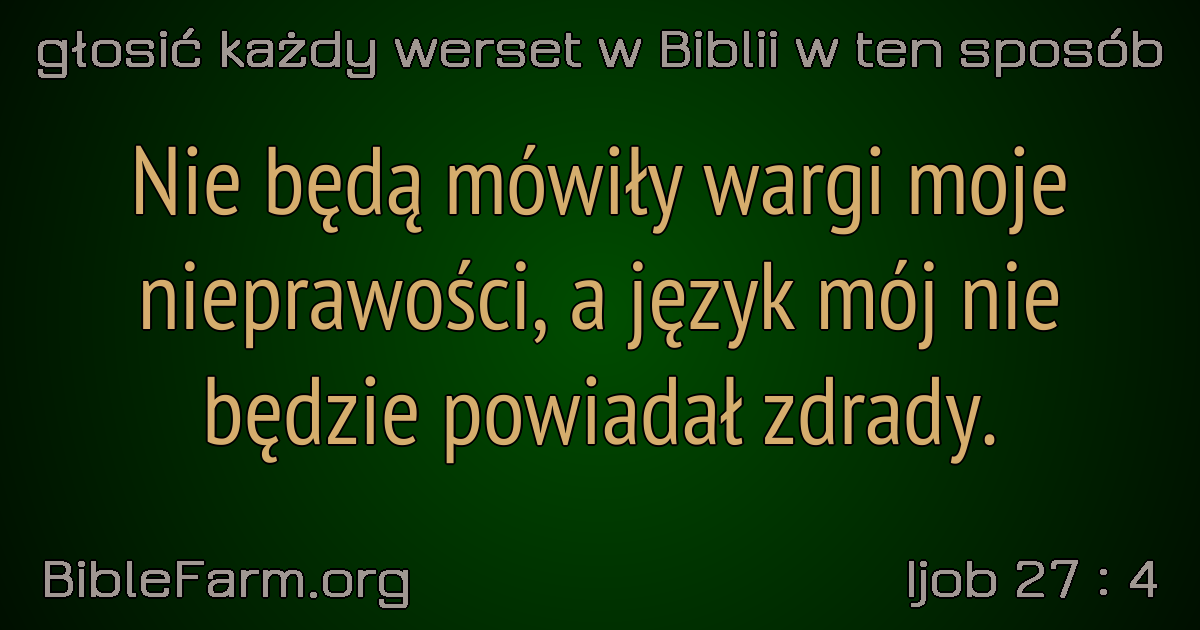 głosić każdy werset w Biblii w ten sposób
Nie będą mówiły wargi moje
nieprawości, a język mój nie
będzie powiadał zdrady.
BibleFarm.org
Ijob 27 : 4